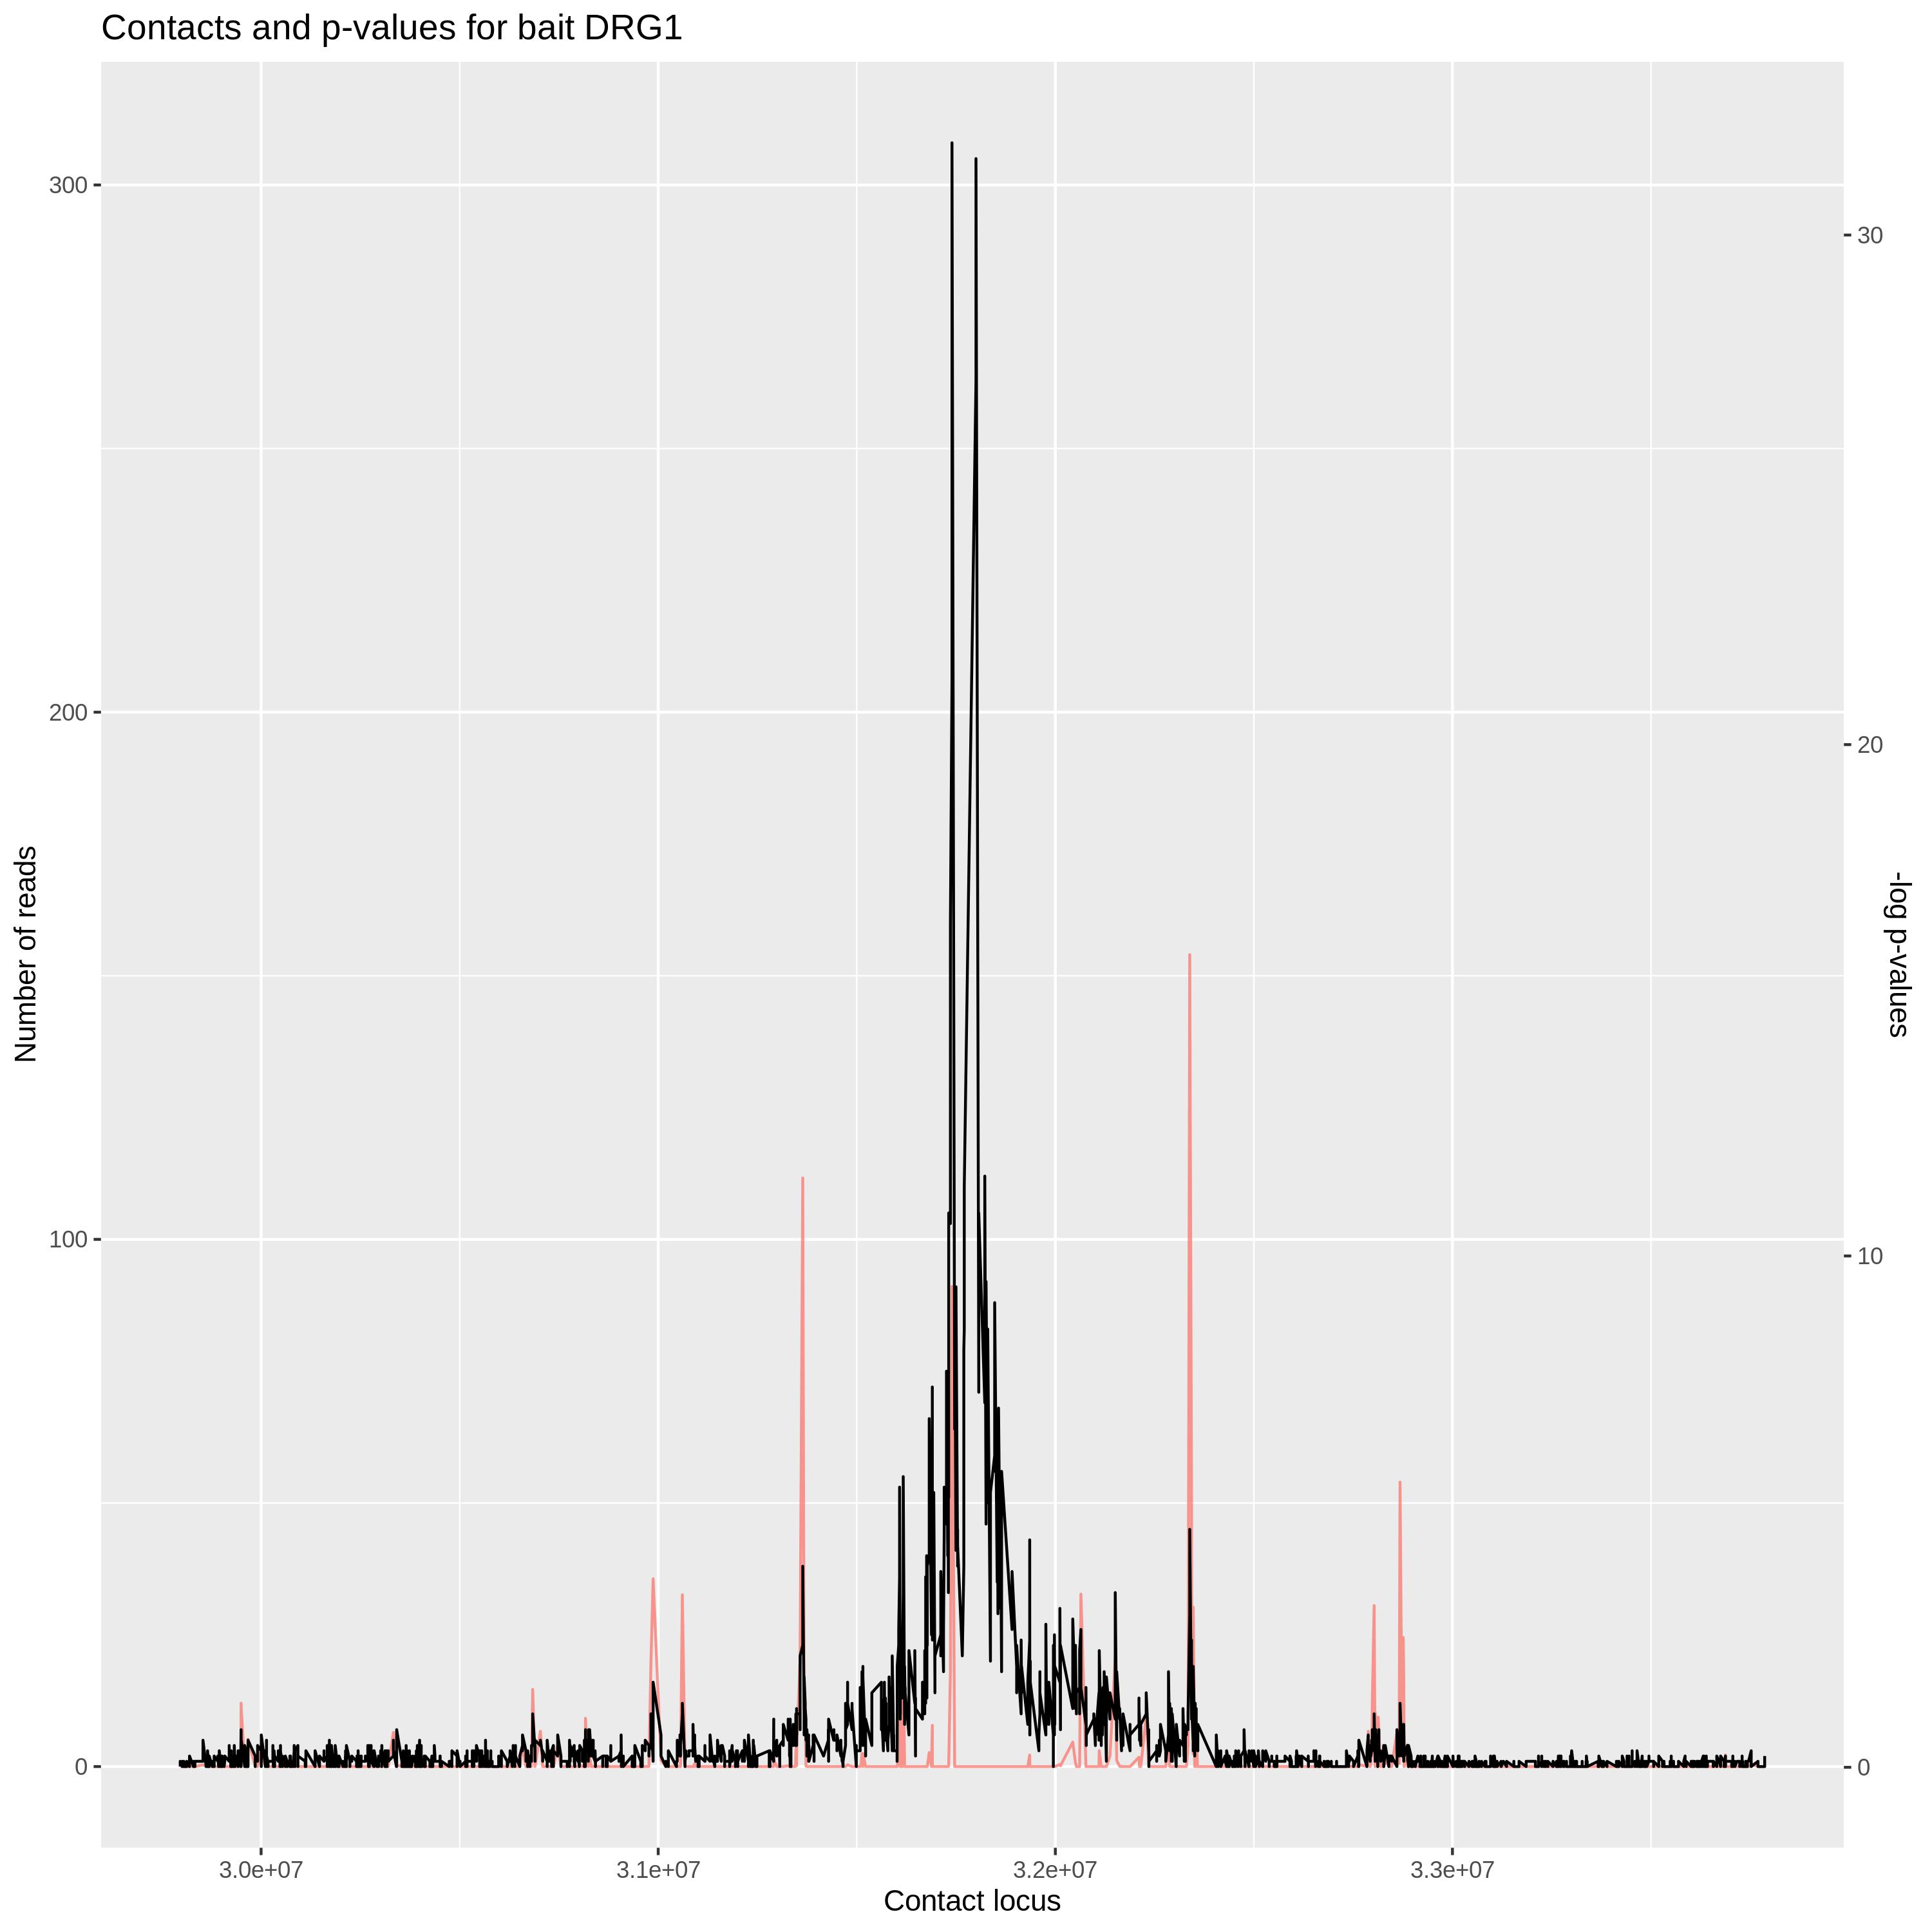 Contacts and p-values for bait DRG1
300
200
100
0
30
20
10
0
Number of reads
-log p-values
3.0e+07 3.1e+07 3.2e+07 3.3e+07
Contact locus